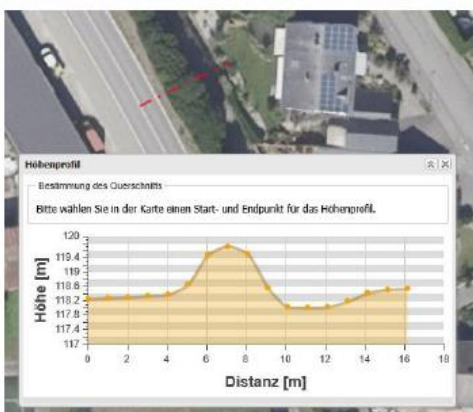 Höhenprofil
Bestimmung des Querschnitts
Bitte wählen Sie in der Karte einen Start- und Endpunkt für das Höhenprofil.
Höhe [m]
120
119.4
119
118.6
118.2
117.8
117.4
117
0 2 4 6 8 10 12 14 16 18
Distanz [m]